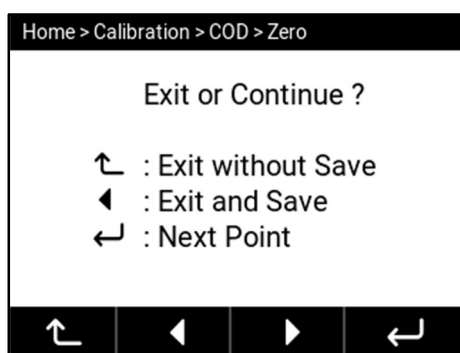 Home > Calibration > COD > Zero
Exit or Continue ?
: Exit without Save
: Exit and Save
: Next Point